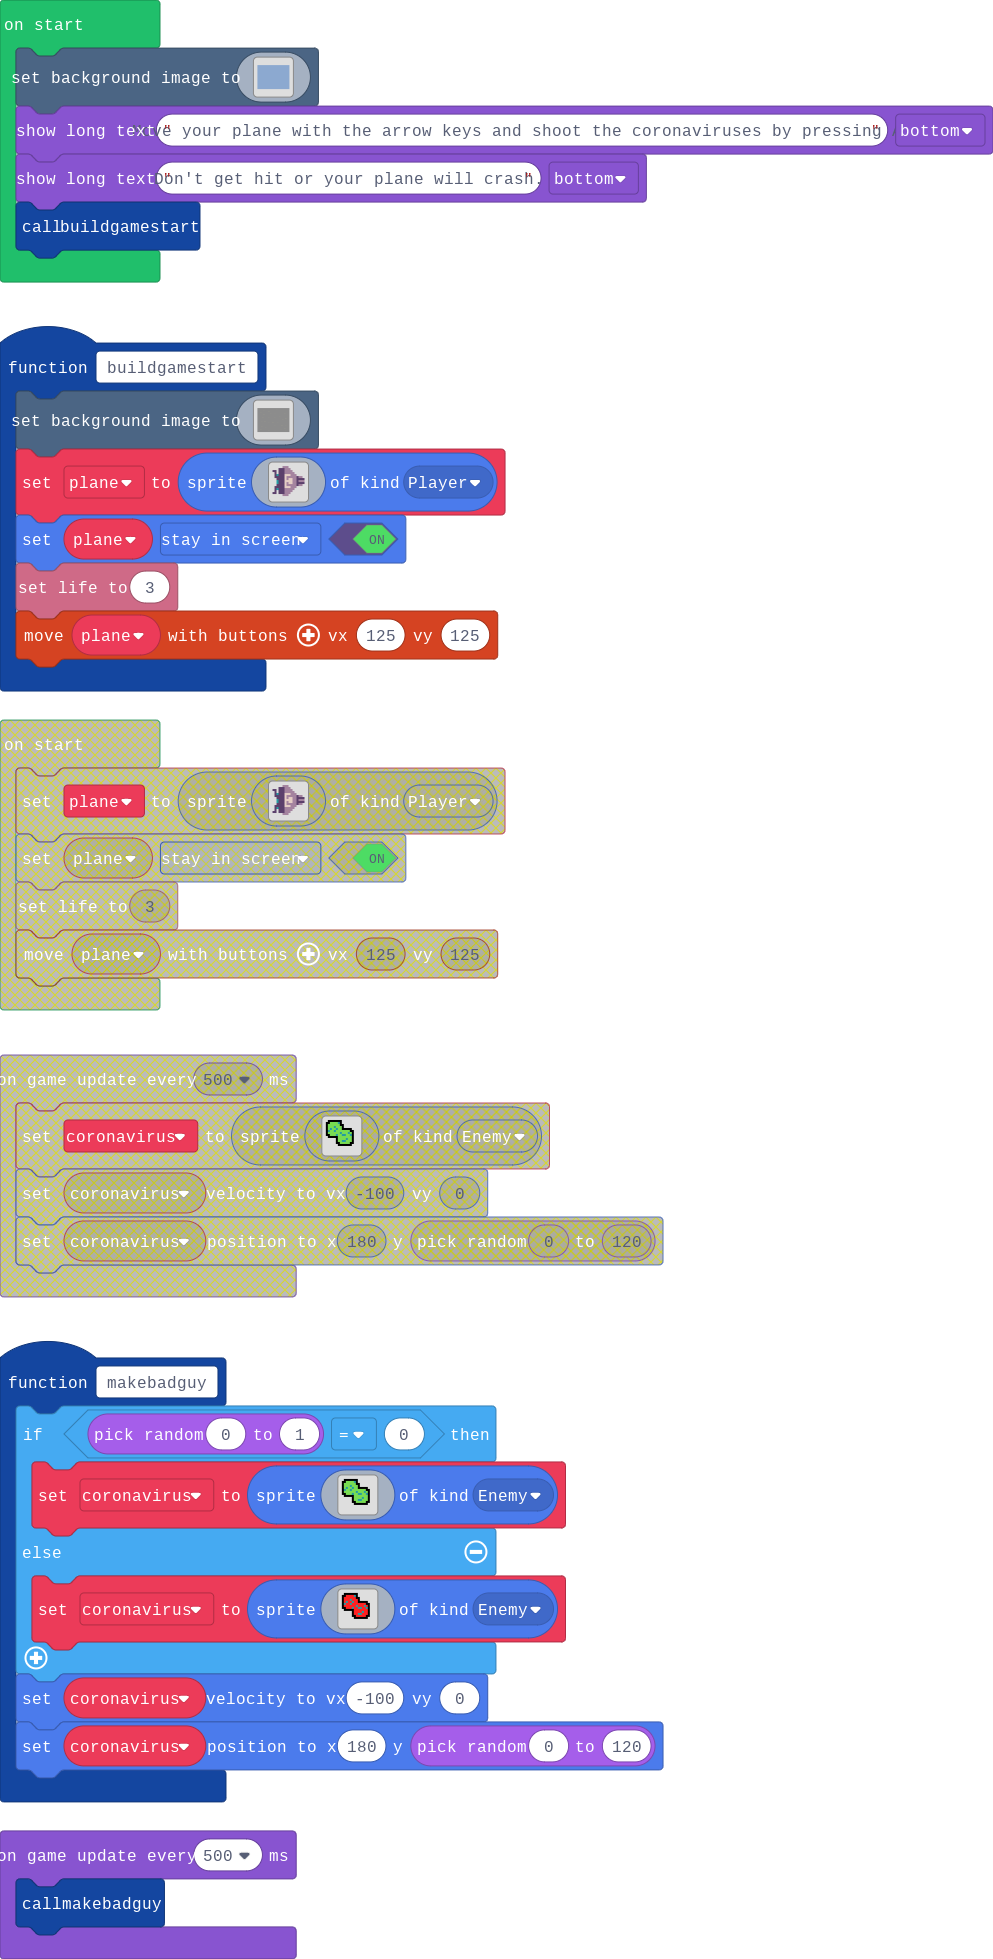 on start
set background image to
show long text "ve your plane with the arrow keys and shoot the coronaviruses by pressing " bottom
show long text "Don't get hit or your plane will crash." bottom
call buildgamestart
function buildgamestart
set background image to
set plane to sprite of kind Player
set plane stay in screen ON
set life to 3
move plane with buttons vx 125 vy 125
on start
set plane to sprite of kind Player
set plane stay in screen ON
set life to 3
move plane with buttons vx 125 vy 125
on game update every 500 ms
set coronavirus to sprite of kind Enemy
set coronavirus velocity to vx -100 vy 0
set coronavirus position to x 180 y pick random 0 to 120
function makebadguy
if pick random 0 to 1 = 0 then
set coronavirus to sprite of kind Enemy
else
set coronavirus to sprite of kind Enemy
set coronavirus velocity to vx -100 vy 0
set coronavirus position to x 180 y pick random 0 to 120
on game update every 500 ms
call makebadguy